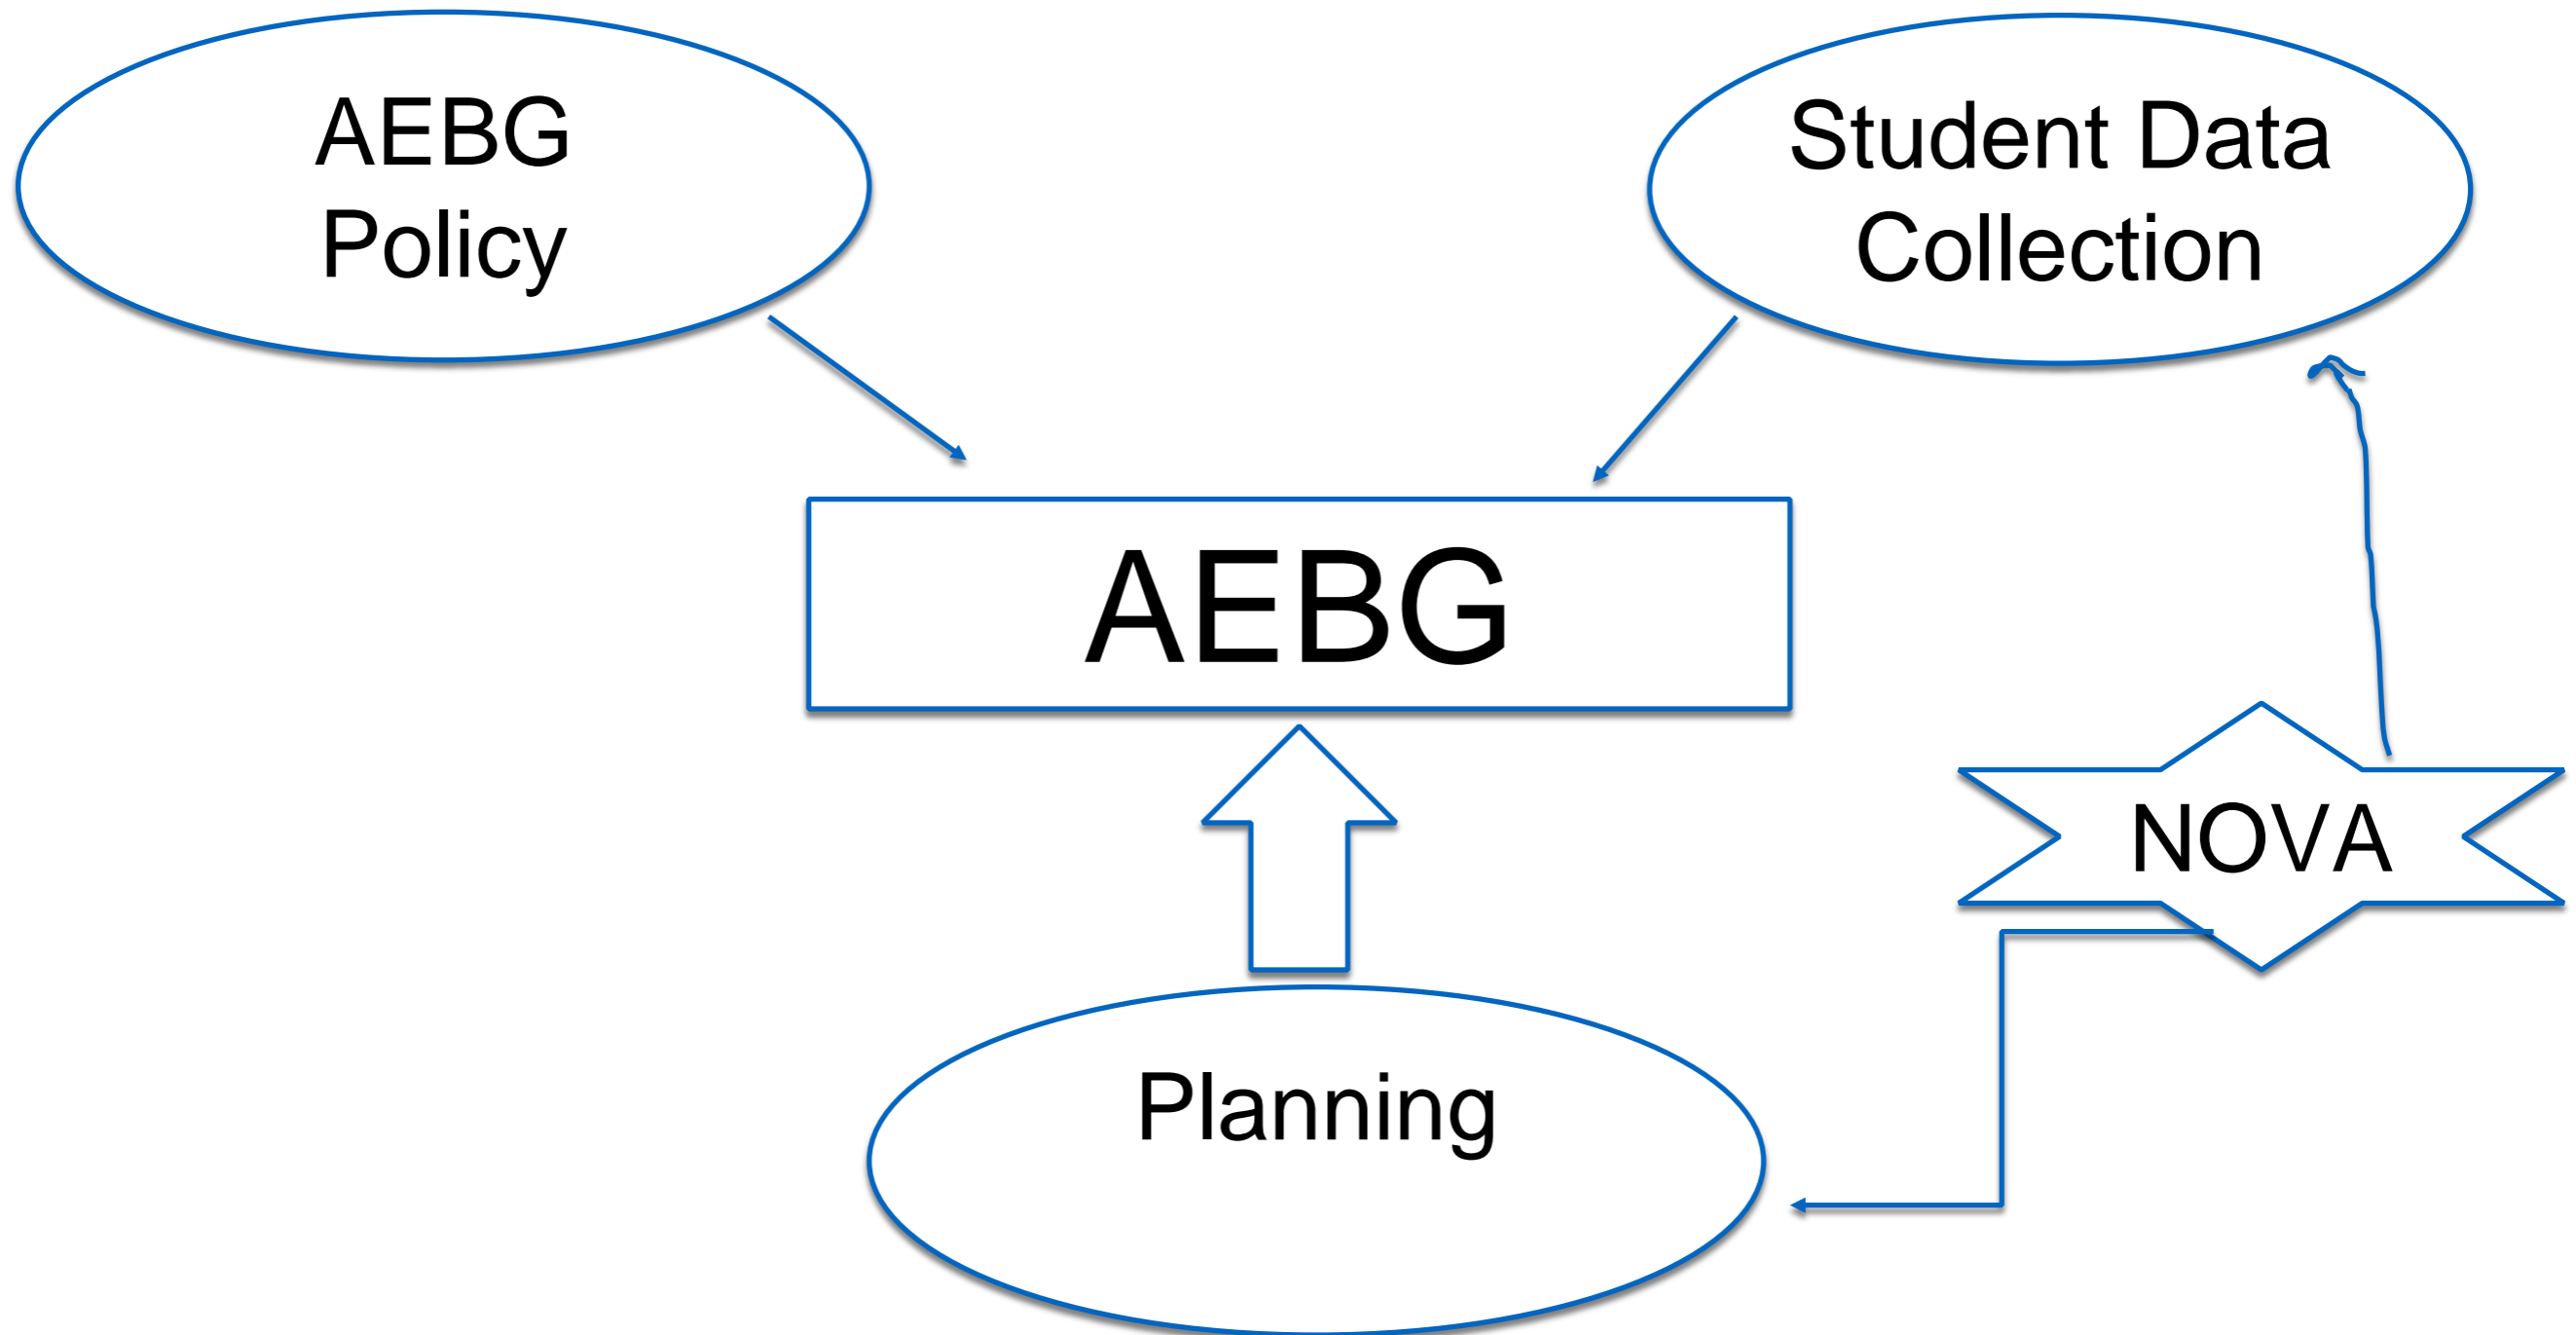 AEBG
Policy
Student Data
Collection
AEBG
NOVA
Planning